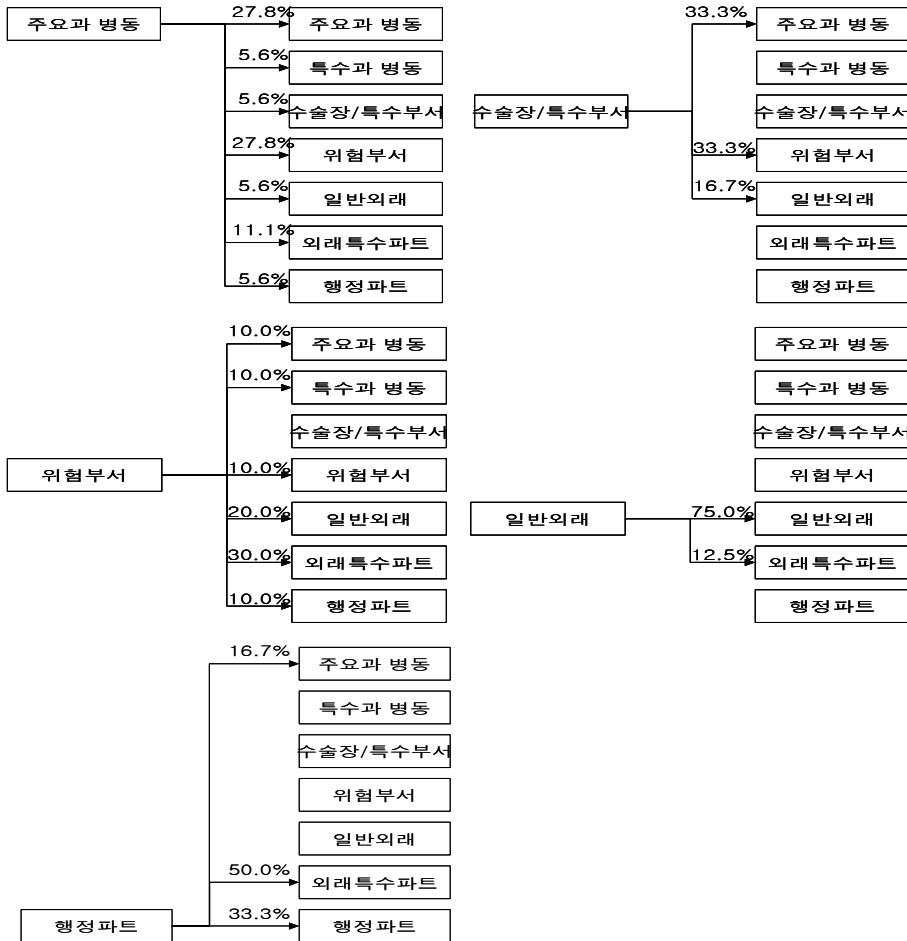 주요과 병동
27.8%
주요과 병동
5.6%
특수과 병동
5.6%
수술장/특수부서
27.8%
위험부서
5.6%
일반외래
11.1%
외래특수파트
5.6%
행정파트
수술장/특수부서
33.3%
주요과 병동
특수과 병동
수술장/특수부서
33.3%
위험부서
16.7%
일반외래
외래특수파트
행정파트
위험부서
10.0%
주요과 병동
10.0%
특수과 병동
수술장/특수부서
10.0%
위험부서
20.0%
일반외래
30.0%
외래특수파트
10.0%
행정파트
일반외래
주요과 병동
특수과 병동
수술장/특수부서
위험부서
75.0%
일반외래
12.5%
외래특수파트
행정파트
행정파트
16.7%
주요과 병동
특수과 병동
수술장/특수부서
위험부서
일반외래
50.0%
외래특수파트
33.3%
행정파트